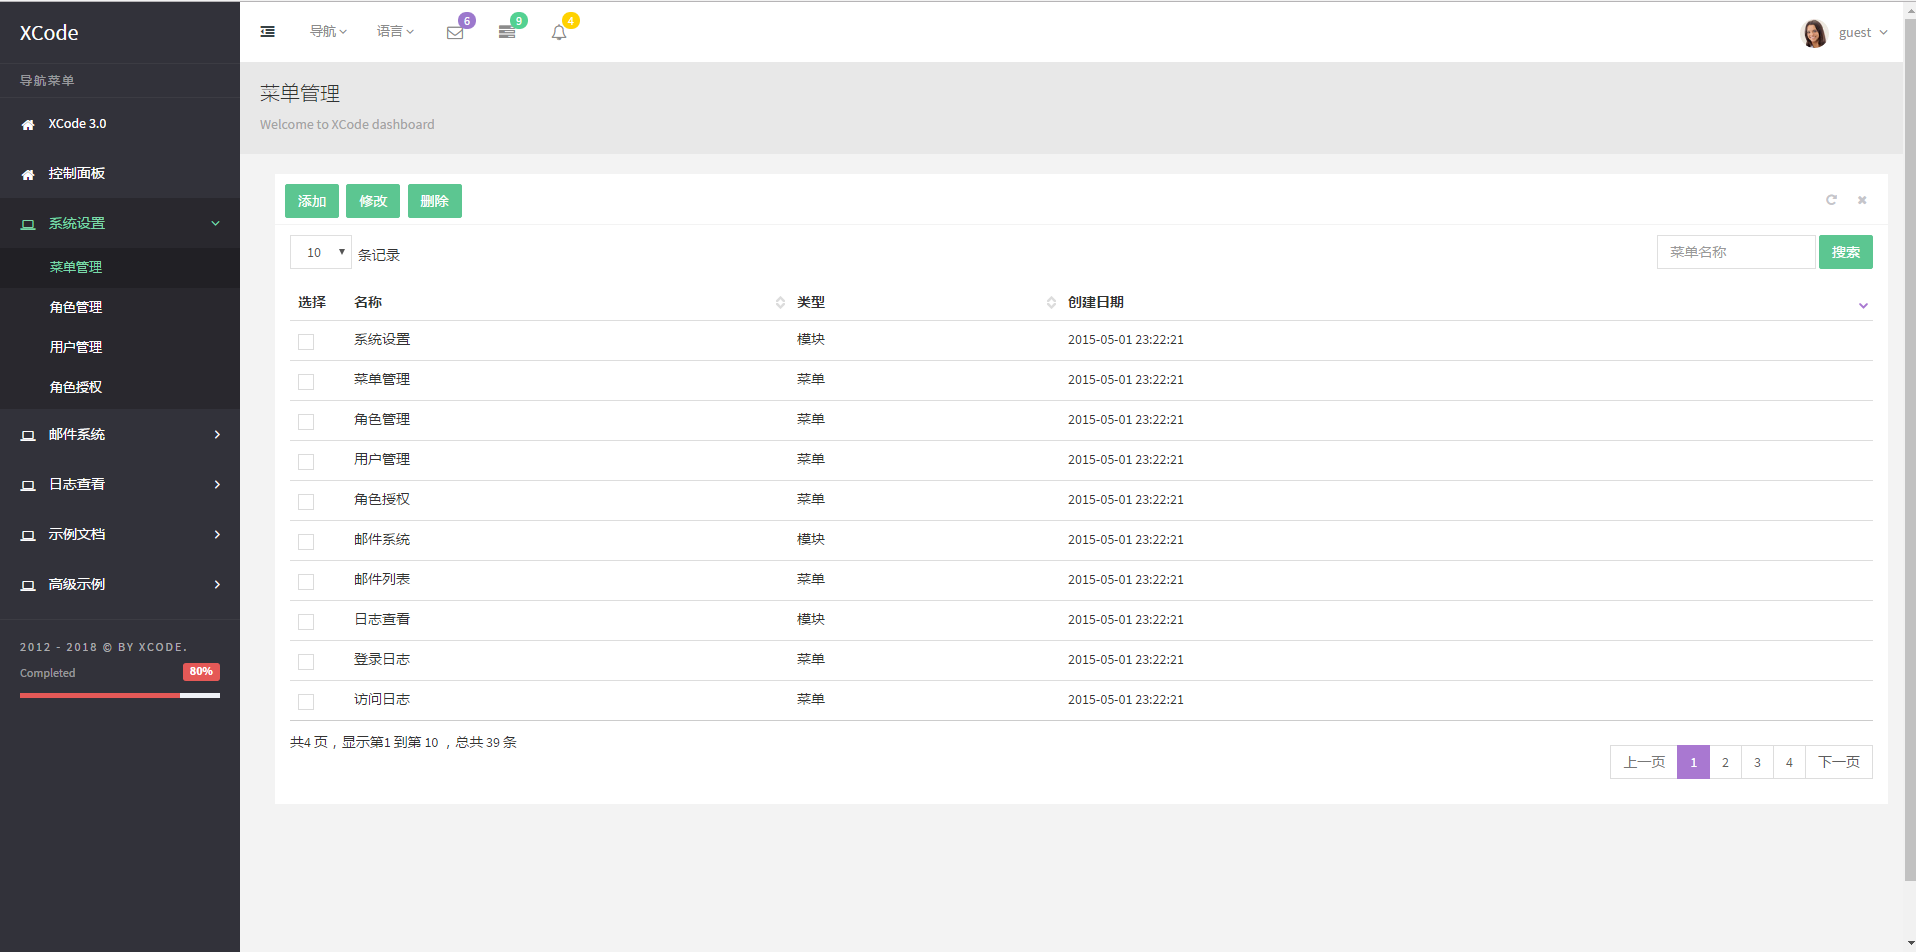 XCode
导航菜单
XCode 3.0
控制面板
系统设置
菜单管理
角色管理
用户管理
角色授权
邮件系统
日志查看
示例文档
高级示例
2012 - 2018 © BY XCODE.
Completed 80%
导航 语言 6 9 4 guest
菜单管理
Welcome to XCode dashboard
添加 修改 删除
10 条记录 菜单名称 搜索
选择 名称 类型 创建日期
系统设置 模块 2015-05-01 23:22:21
菜单管理 菜单 2015-05-01 23:22:21
角色管理 菜单 2015-05-01 23:22:21
用户管理 菜单 2015-05-01 23:22:21
角色授权 菜单 2015-05-01 23:22:21
邮件系统 模块 2015-05-01 23:22:21
邮件列表 菜单 2015-05-01 23:22:21
日志查看 模块 2015-05-01 23:22:21
登录日志 菜单 2015-05-01 23:22:21
访问日志 菜单 2015-05-01 23:22:21
共4 页，显示第1 到第 10 ，总共 39 条
上一页 1 2 3 4 下一页